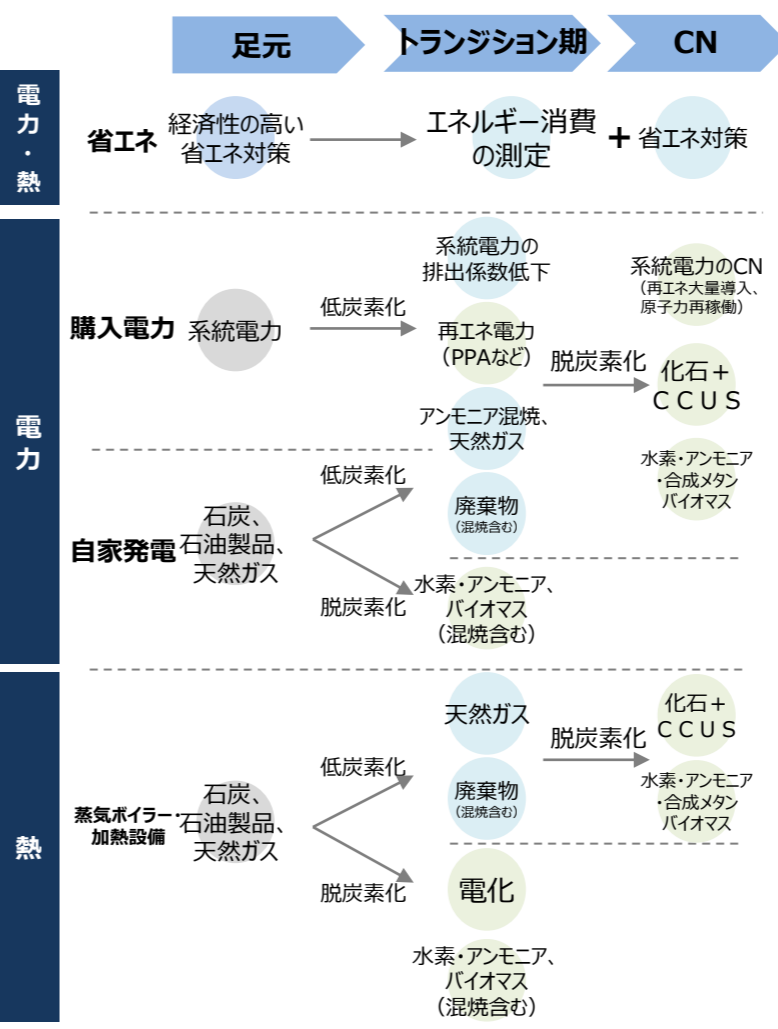 足元
トランジション期
CN
電力・熱
省エネ
経済性の高い
省エネ対策
エネルギー消費
の測定
+
省エネ対策
電力
購入電力
系統電力
低炭素化
系統電力の
排出係数低下
再エネ電力
(PPAなど)
アンモニア混焼、
天然ガス
脱炭素化
系統電力のCN
(再エネ大量導入、
原子力再稼働)
化石+
CCUS
水素・アンモニア
・合成メタン
バイオマス
自家発電
石炭、
石油製品、
天然ガス
低炭素化
脱炭素化
廃棄物
(混焼含む)
水素・アンモニア、
バイオマス
(混焼含む)
熱
蒸気ボイラー・
加熱設備
石炭、
石油製品、
天然ガス
低炭素化
脱炭素化
天然ガス
廃棄物
(混焼含む)
脱炭素化
化石+
CCUS
水素・アンモニア
・合成メタン
バイオマス
電化
水素・アンモニア、
バイオマス
(混焼含む)